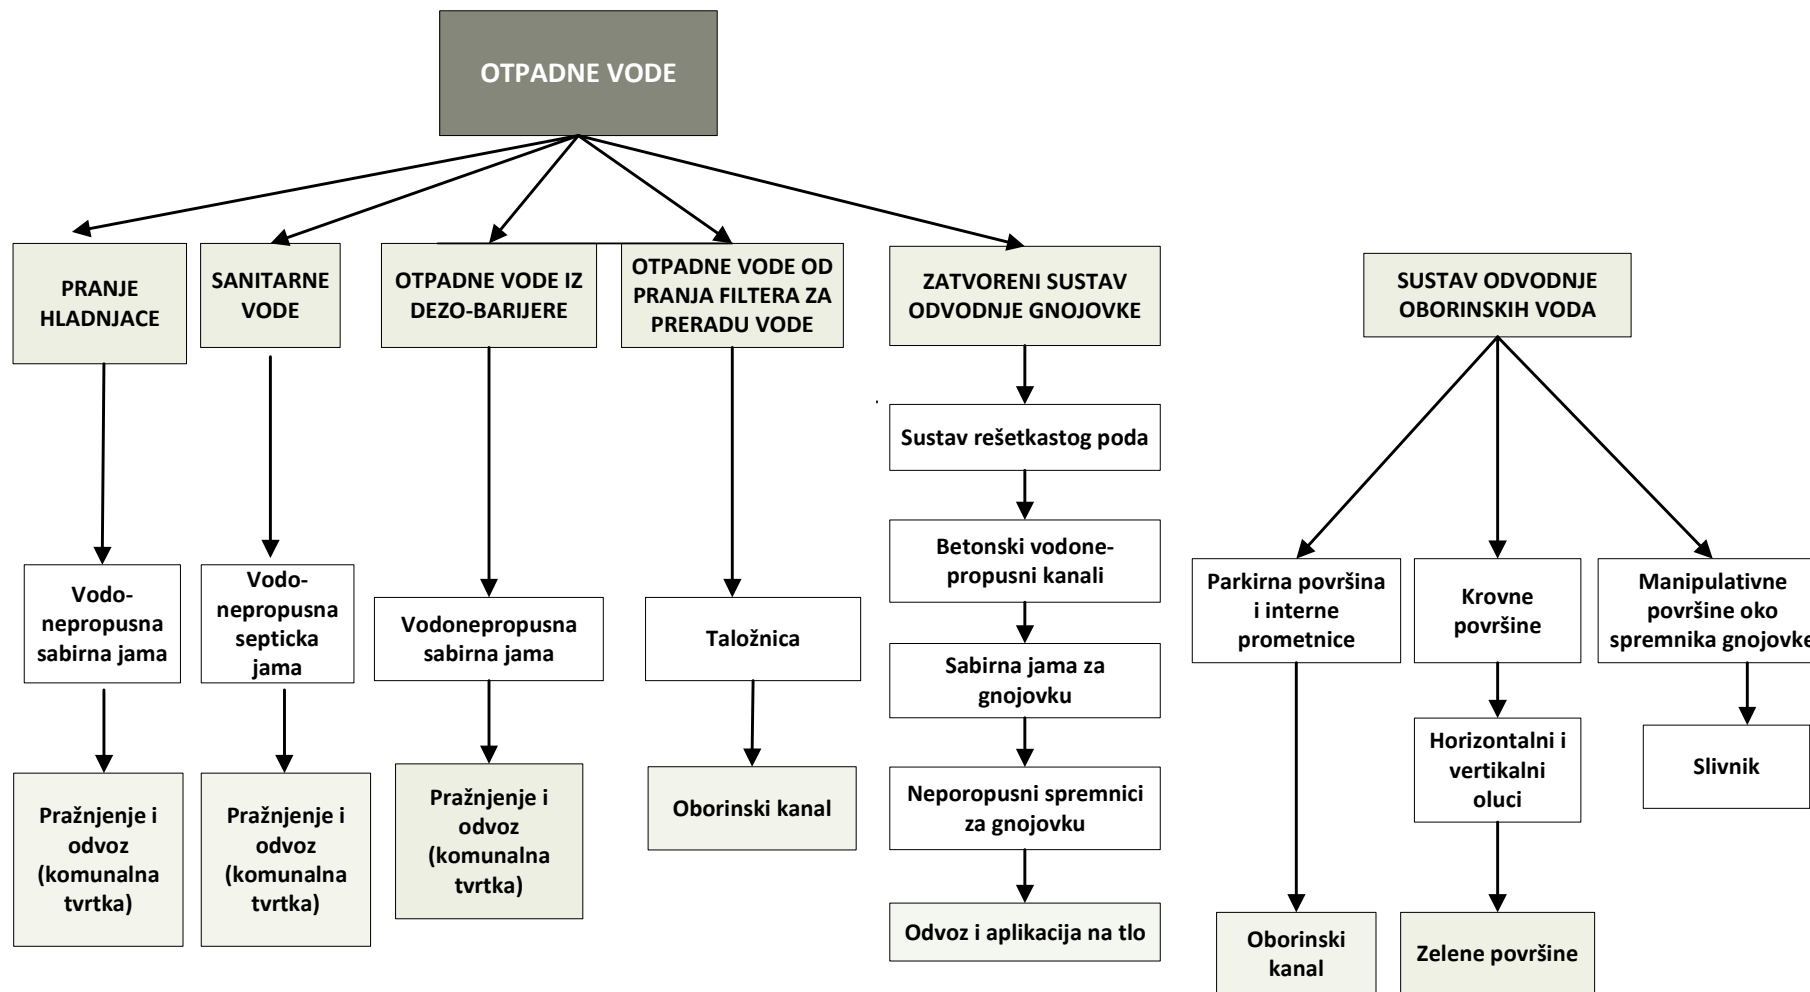 OTPADNE VODE
PRANJE
HLADNJACE
SANITARNE
VODE
OTPADNE VODE IZ
DEZO-BARIJERE
OTPADNE VODE OD
PRANJA FILTERA ZA
PRERADU VODE
ZATVORENI SUSTAV
ODVODNJE GNOJOVKE
SUSTAV ODVODNJE
OBORINSKIH VODA
Sustav rešetkastog poda
Betonski vodone-
propusni kanali
Vodo-
nepropusna
sabirna jama
Vodo-
nepropusna
septicka
jama
Vodonepropusna
sabirna jama
Taložnica
Sabirna jama za
gnojovku
Parkirna površina
i interne
prometnice
Krovne
površine
Manipulativne
površine oko
spremnika gnojovke
Horizontalni i
vertikalni
oluci
Slivnik
Pražnjenje i
odvoz
(komunalna
tvrtka)
Pražnjenje i
odvoz
(komunalna
tvrtka)
Pražnjenje i
odvoz
(komunalna
tvrtka)
Oborinski kanal
Neporopusni spremnici
za gnojovku
Odvoz i aplikacija na tlo
Oborinski
kanal
Zelene površine